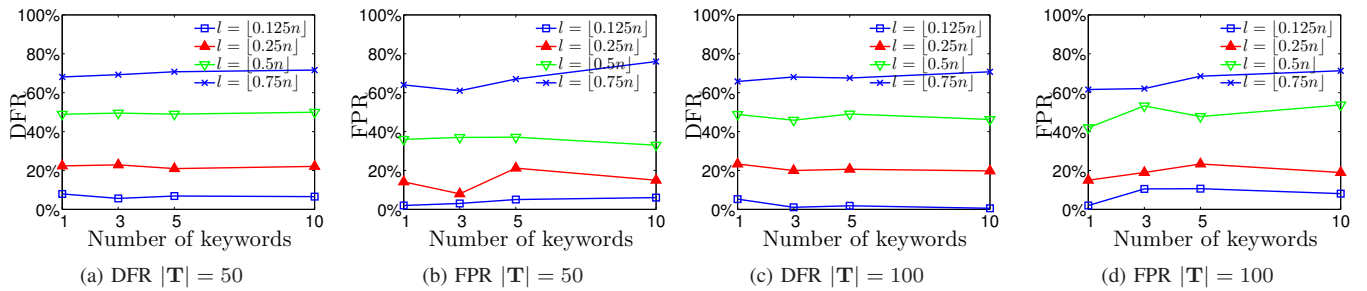 100%
80%
60%
40%
20%
0%
DFR
l = ⌊0.125n⌋
l = ⌊0.25n⌋
l = ⌊0.5n⌋
l = ⌊0.75n⌋
1 3 5 10
Number of keywords
(a) DFR |T| = 50
100%
80%
60%
40%
20%
0%
FPR
l = ⌊0.125n⌋
l = ⌊0.25n⌋
l = ⌊0.5n⌋
l = ⌊0.75n⌋
1 3 5 10
Number of keywords
(b) FPR |T| = 50
100%
80%
60%
40%
20%
0%
DFR
l = ⌊0.125n⌋
l = ⌊0.25n⌋
l = ⌊0.5n⌋
l = ⌊0.75n⌋
1 3 5 10
Number of keywords
(c) DFR |T| = 100
100%
80%
60%
40%
20%
0%
FPR
l = ⌊0.125n⌋
l = ⌊0.25n⌋
l = ⌊0.5n⌋
l = ⌊0.75n⌋
1 3 5 10
Number of keywords
(d) FPR |T| = 100